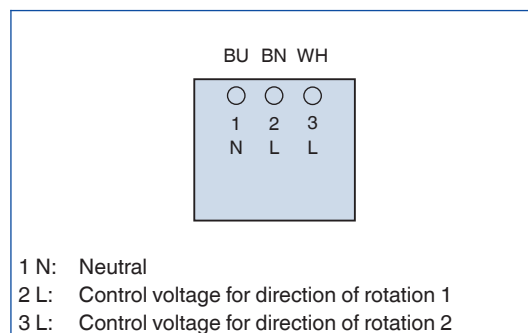 BU BN WH
1 2 3
N L L
1 N: Neutral
2 L: Control voltage for direction of rotation 1
3 L: Control voltage for direction of rotation 2